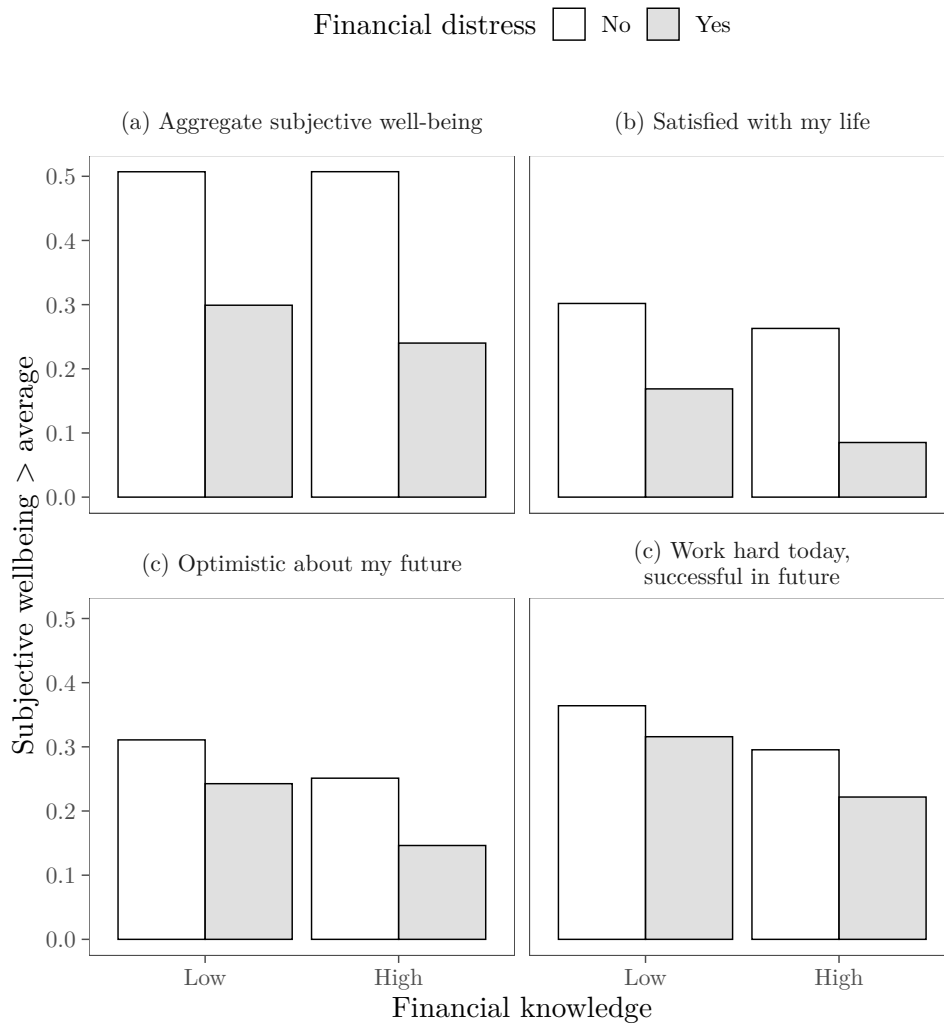 Financial distress No Yes
(a) Aggregate subjective well-being
(b) Satisfied with my life
0.5
0.4
0.3
0.2
0.1
0.0
(c) Optimistic about my future
(c) Work hard today,
successful in future
0.5
0.4
0.3
0.2
0.1
0.0
Low
High
Low
High
Subjective wellbeing > average
Financial knowledge